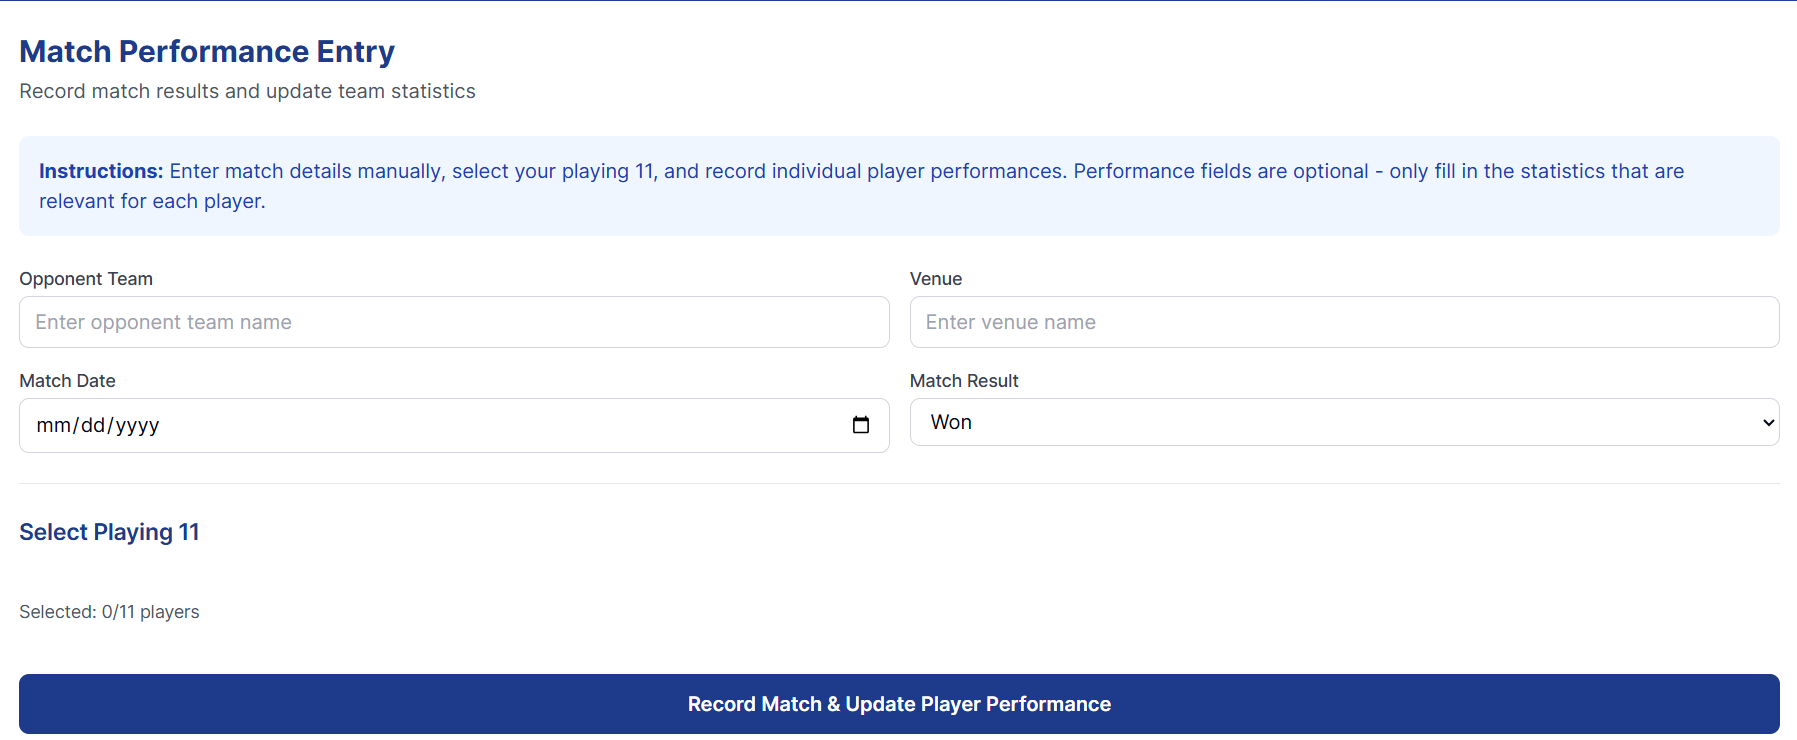 Match Performance Entry
Record match results and update team statistics
Instructions: Enter match details manually, select your playing 11, and record individual player performances. Performance fields are optional - only fill in the statistics that are
relevant for each player.
Opponent Team
Enter opponent team name
Venue
Enter venue name
Match Date
mm/dd/yyyy
Match Result
Won
Select Playing 11
Selected: 0/11 players
Record Match & Update Player Performance